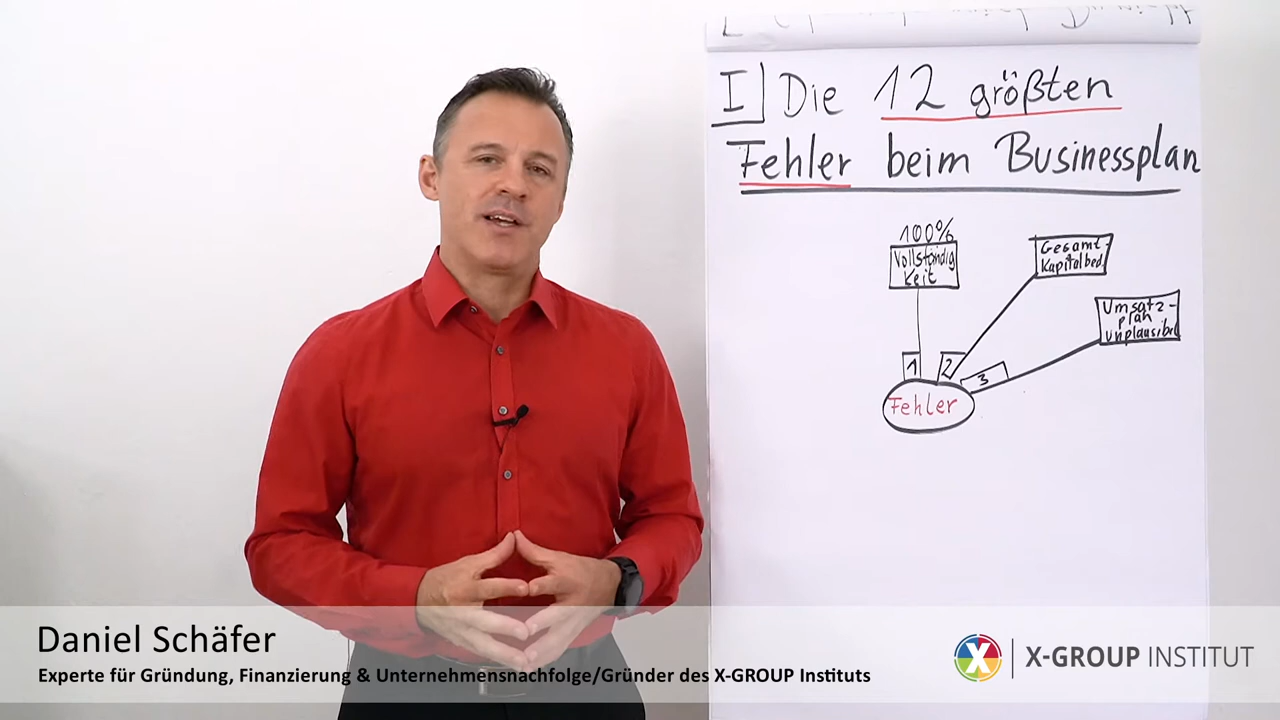 I Die 12 größten
Fehler beim Businessplan
100%
Vollständig
keit
Gesamt-
Kapitalbed.
Umsatz-
plan
unplausibel
1
2
3
Fehler
Daniel Schäfer
Experte für Gründung, Finanzierung & Unternehmensnachfolge/Gründer des X-GROUP Instituts
X
X-GROUP INSTITUT